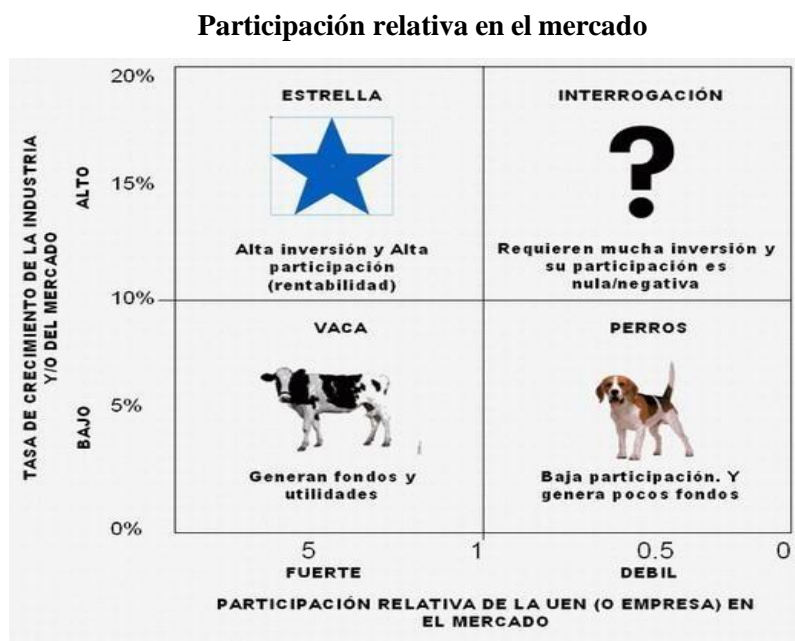 Participación relativa en el mercado
TASA DE CRECIMIENTO DE LA INDUSTRIA
Y/O DEL MERCADO
ALTO
BAJO
20%
15%
10%
5%
0%
ESTRELLA
Alta inversión y Alta
participación
(rentabilidad)
INTERROGACIÓN
?
Requieren mucha inversión y
su participación es
nula/negativa
VACA
Generan fondos y
utilidades
PERROS
Baja participación. Y
genera pocos fondos
5 1 0.5 0
FUERTE DEBIL
PARTICIPACIÓN RELATIVA DE LA UEN (O EMPRESA) EN
EL MERCADO